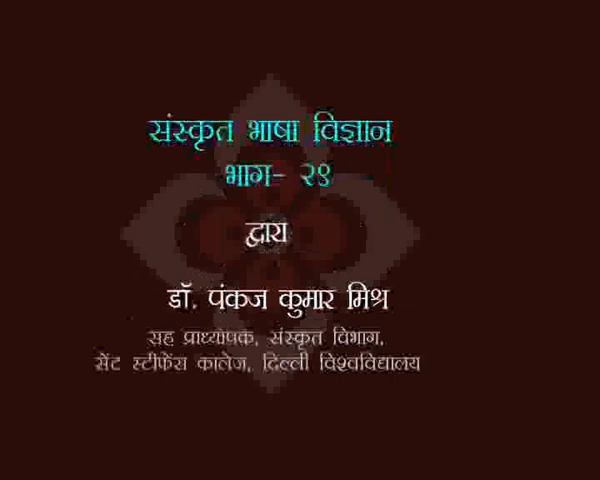 संस्कृत भाषा विज्ञान
भाग- २९
द्वारा
डॉ. पंकज कुमार मिश्र
सह प्राध्यापक, संस्कृत विभाग,
सेंट स्टीफेंस कालेज, दिल्ली विश्वविद्यालय